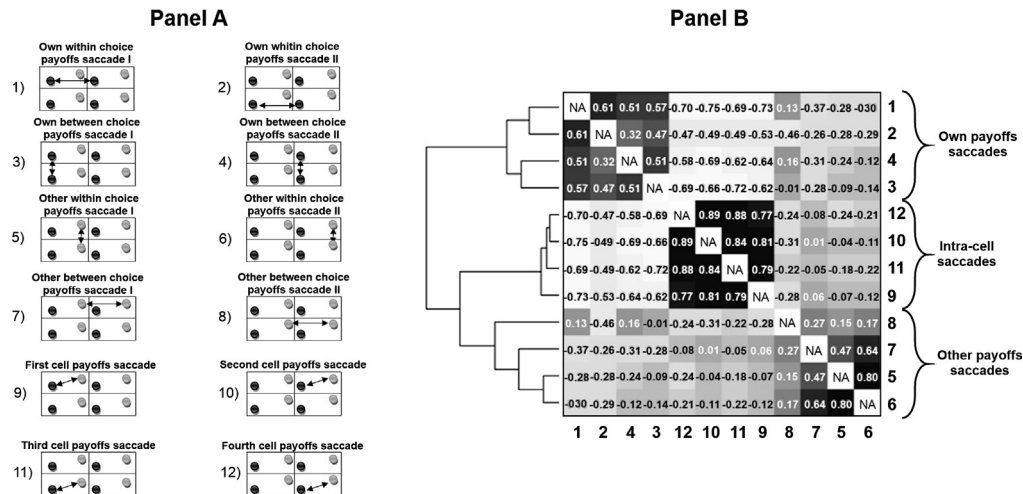 Panel A
Panel B
Own within choice
payoffs saccade I
1)
Own whitin choice
payoffs saccade II
2)
Own between choice
payoffs saccade I
3)
Own between choice
payoffs saccade II
4)
Other within choice
payoffs saccade I
5)
Other within choice
payoffs saccade II
6)
Other between choice
payoffs saccade I
7)
Other between choice
payoffs saccade II
8)
First cell payoffs saccade
9)
Second cell payoffs saccade
10)
Third cell payoffs saccade
11)
Fourth cell payoffs saccade
12)
NA 0.61 0.51 0.57 -0.70 -0.75 -0.69 -0.73 0.13 -0.37 -0.28 -030 1
0.61 NA 0.32 0.47 -0.47 -0.49 -0.49 -0.53 -0.46 -0.26 -0.28 -0.29 2
0.51 0.32 NA 0.51 -0.58 -0.69 -0.62 -0.64 0.16 -0.31 -0.24 -0.12 4
0.57 0.47 0.51 NA -0.69 -0.66 -0.72 -0.62 -0.01 -0.28 -0.09 -0.14 3
-0.70 -0.47 -0.58 -0.69 NA 0.89 0.88 0.77 -0.24 -0.08 -0.24 -0.21 12
-0.75 -049 -0.69 -0.66 0.89 NA 0.84 0.81 -0.31 0.01 -0.04 -0.11 10
-0.69 -0.49 -0.62 -0.72 0.88 0.84 NA 0.79 -0.22 -0.05 -0.18 -0.22 11
-0.73 -0.53 -0.64 -0.62 0.77 0.81 0.79 NA -0.28 0.06 -0.07 -0.12 9
0.13 -0.46 0.16 -0.01 -0.24 -0.31 -0.22 -0.28 NA 0.27 0.15 0.17 8
-0.37 -0.26 -0.31 -0.28 -0.08 0.01 -0.05 0.06 0.27 NA 0.47 0.64 7
-0.28 -0.28 -0.24 -0.09 -0.24 -0.04 -0.18 -0.07 0.15 0.47 NA 0.80 5
-030 -0.29 -0.12 -0.14 -0.21 -0.11 -0.22 -0.12 0.17 0.64 0.80 NA 6
1 2 4 3 12 10 11 9 8 7 5 6
Own payoffs
saccades
Intra-cell
saccades
Other payoffs
saccades